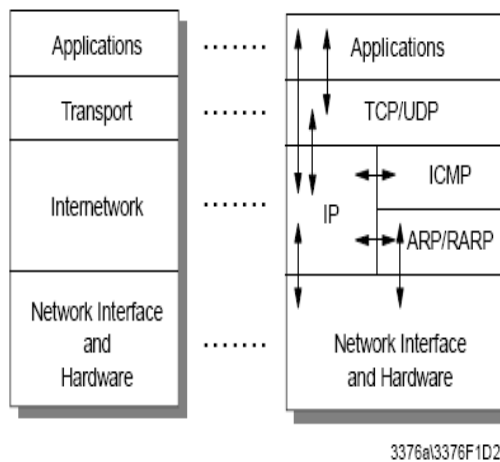 Applications
Transport
Internetwork
Network Interface
and
Hardware
Applications
TCP/UDP
IP
ICMP
ARP/RARP
Network Interface
and Hardware
3376a\3376F1D2